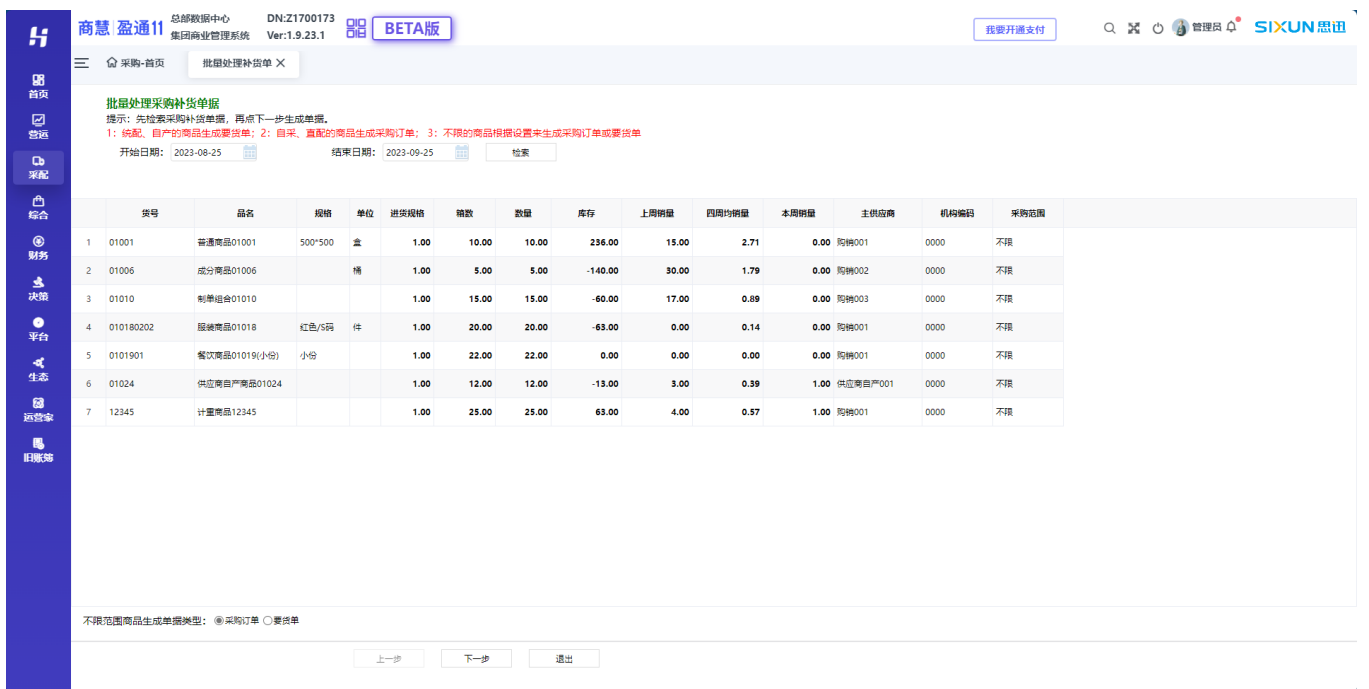 商慧 盈通11 总部数据中心 DN:Z1700173 BETA版 我要开通支付 管理员 SIXUN思迅
集团商业管理系统 Ver:1.9.23.1
采购-首页 批量处理补货单
首页
营运
采配
综合
财务
决策
平台
生态
运营家
旧账簿
批量处理采购补货单据
提示：先检索采购补货单据，再点下一步生成单据。
1：统配、自产的商品生成要货单；2：自采、直配的商品生成采购订单； 3：不限的商品根据设置来生成采购订单或要货单
开始日期： 2023-08-25 结束日期： 2023-09-25 检索
货号 品名 规格 单位 进货规格 箱数 数量 库存 上周销量 四周均销量 本周销量 主供应商 机构编码 采购范围
1 01001 普通商品01001 500*500 盒 1.00 10.00 10.00 236.00 15.00 2.71 0.00 购销001 0000 不限
2 01006 成分商品01006 桶 1.00 5.00 5.00 -140.00 30.00 1.79 0.00 购销002 0000 不限
3 01010 制单组合01010 1.00 15.00 15.00 -60.00 17.00 0.89 0.00 购销003 0000 不限
4 010180202 服装商品01018 红色/S码 件 1.00 20.00 20.00 -63.00 0.00 0.14 0.00 购销001 0000 不限
5 0101901 餐饮商品01019(小份) 小份 1.00 22.00 22.00 0.00 0.00 0.00 0.00 购销001 0000 不限
6 01024 供应商自产商品01024 1.00 12.00 12.00 -13.00 3.00 0.39 1.00 供应商自产001 0000 不限
7 12345 计重商品12345 1.00 25.00 25.00 63.00 4.00 0.57 1.00 购销001 0000 不限
不限范围商品生成单据类型： 采购订单 要货单
上一步 下一步 退出